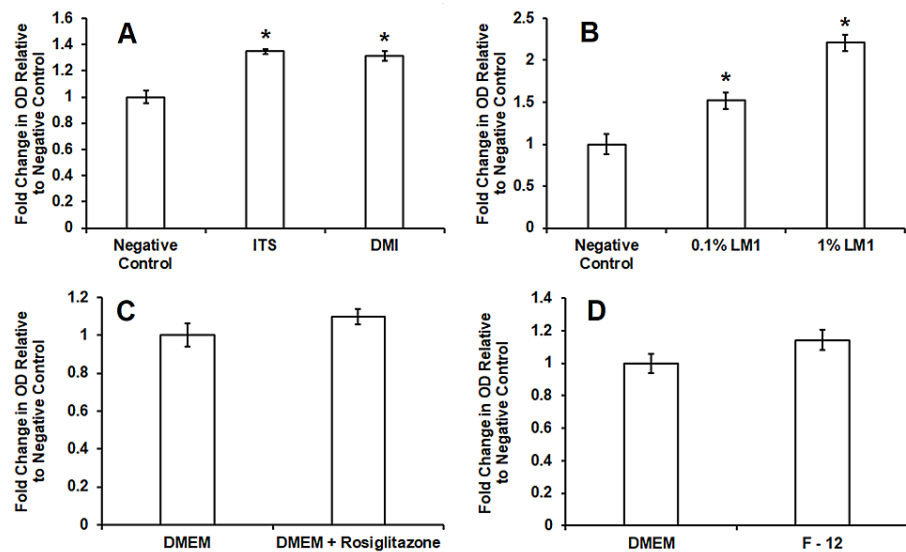 A
Fold Change in OD Relative
to Negative Control
1.6
1.4
1.2
1
0.8
0.6
0.4
0.2
0
*
*
Negative
Control
ITS
DMI
B
Fold Change in OD Relative
to Negative Control
2.5
2
1.5
1
0.5
0
*
*
Negative
Control
0.1% LM1
1% LM1
C
Fold Change in OD Relative
to Negative Control
1.2
1
0.8
0.6
0.4
0.2
0
DMEM
DMEM + Rosiglitazone
D
Fold Change in OD Relative
to Negative Control
1.4
1.2
1
0.8
0.6
0.4
0.2
0
DMEM
F - 12